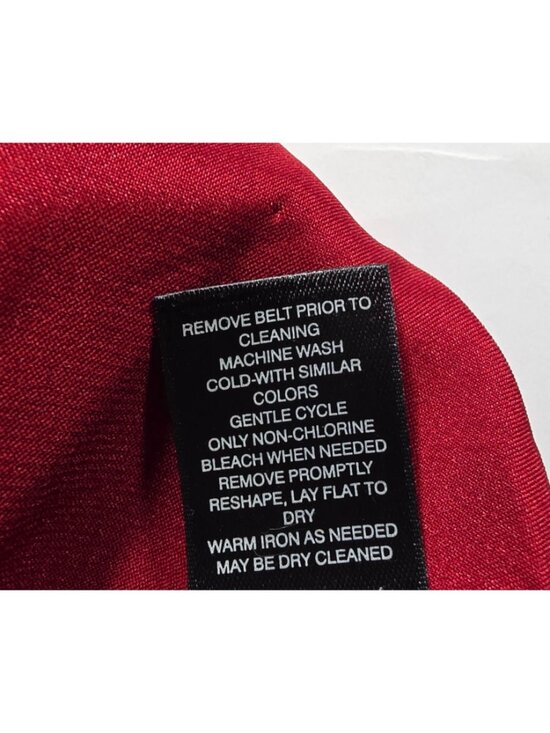 REMOVE BELT PRIOR TO
CLEANING
MACHINE WASH
COLD-WITH SIMILAR
COLORS
GENTLE CYCLE
ONLY NON-CHLORINE
BLEACH WHEN NEEDED
REMOVE PROMPTLY
RESHAPE, LAY FLAT TO
DRY
WARM IRON AS NEEDED
MAY BE DRY CLEANED